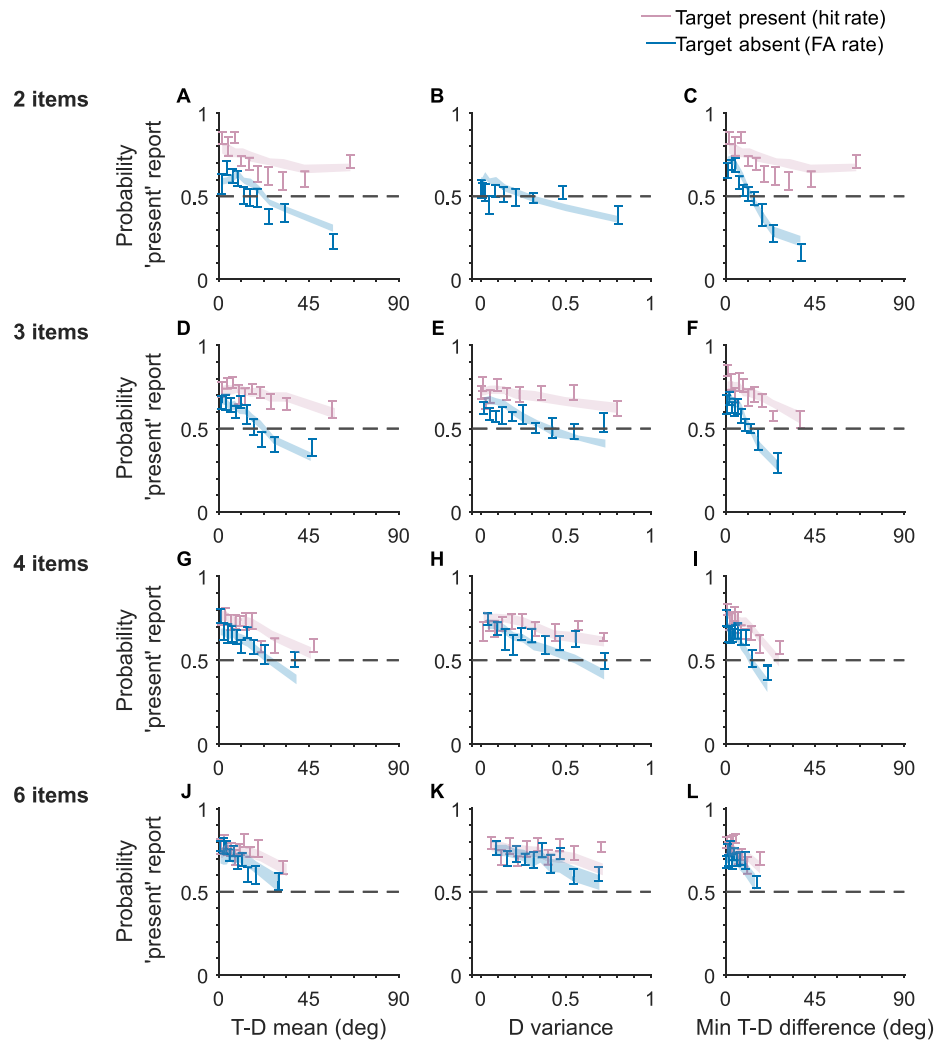 Target present (hit rate)
Target absent (FA rate)
2 items
A
B
C
Probability
'present' report
1
0.5
0
0
45
90
0
0.5
1
1
0.5
0
0
45
90
3 items
D
E
F
Probability
'present' report
1
0.5
0
0
45
90
1
0.5
0
0
0.5
1
1
0.5
0
0
45
90
4 items
G
H
I
Probability
'present' report
1
0.5
0
0
45
90
1
0.5
0
0
0.5
1
1
0.5
0
0
45
90
6 items
J
K
L
Probability
'present' report
1
0.5
0
0
45
90
T-D mean (deg)
1
0.5
0
0
0.5
1
D variance
1
0.5
0
0
45
90
Min T-D difference (deg)